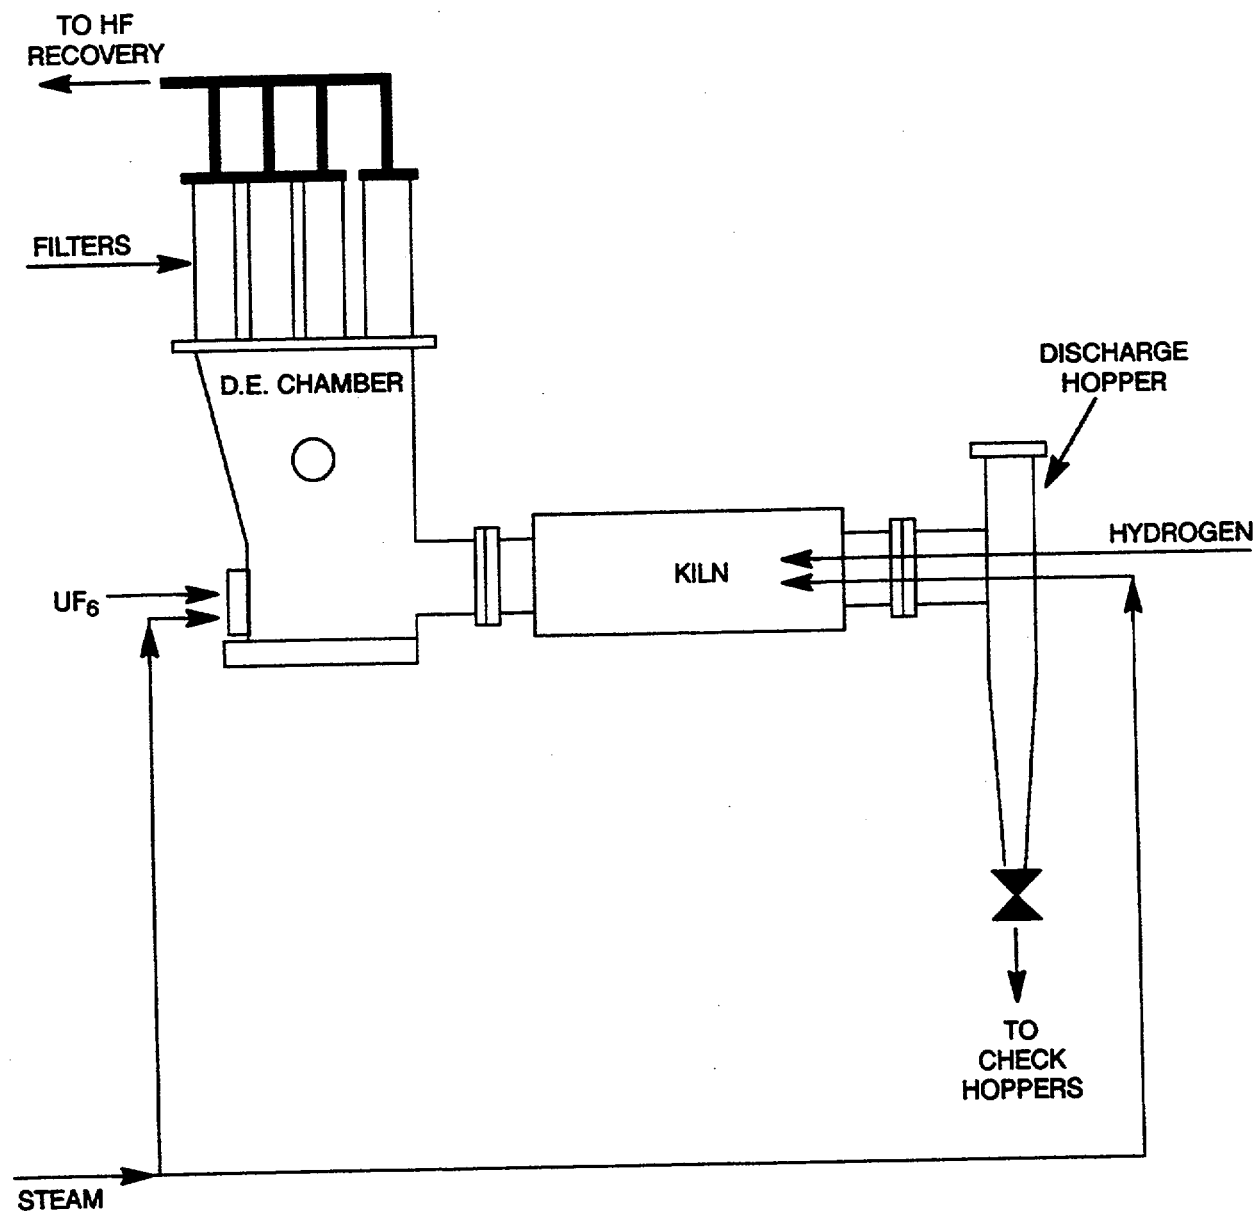 TO HF
RECOVERY
FILTERS
D.E. CHAMBER
DISCHARGE
HOPPER
HYDROGEN
KILN
UF6
TO
CHECK
HOPPERS
STEAM